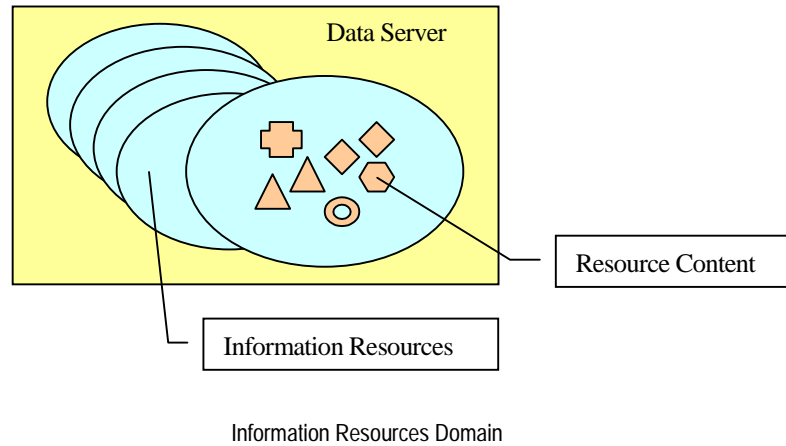 Data Server
Resource Content
Information Resources
Information Resources Domain